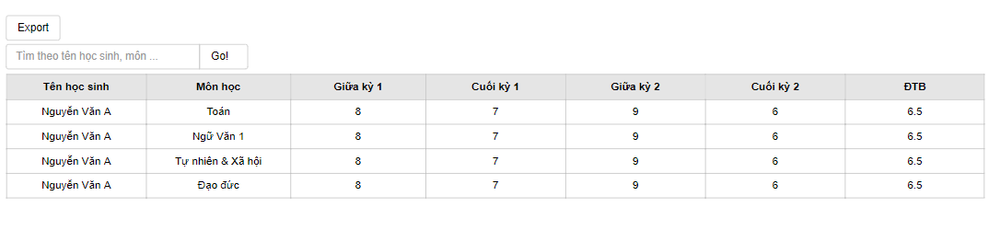 Export
Tìm theo tên học sinh, môn ... Go!
Tên học sinh Môn học Giữa kỳ 1 Cuối kỳ 1 Giữa kỳ 2 Cuối kỳ 2 ĐTB
Nguyễn Văn A Toán 8 7 9 6 6.5
Nguyễn Văn A Ngữ Văn 1 8 7 9 6 6.5
Nguyễn Văn A Tự nhiên & Xã hội 8 7 9 6 6.5
Nguyễn Văn A Đạo đức 8 7 9 6 6.5